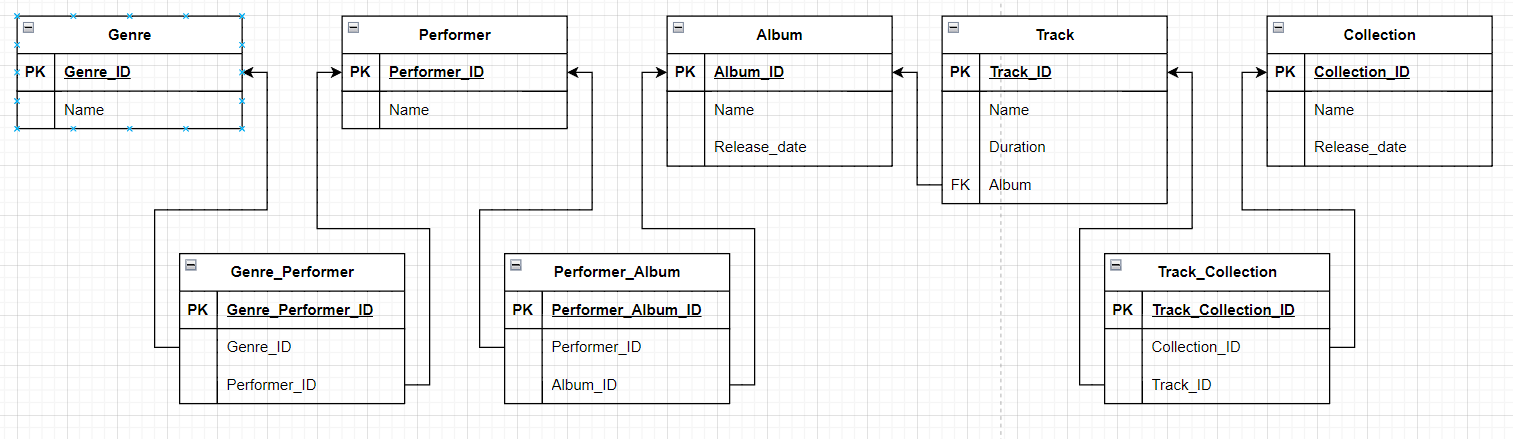 Genre
PK Genre_ID
Name
Performer
PK Performer_ID
Name
Album
PK Album_ID
Name
Release_date
Track
PK Track_ID
Name
Duration
FK Album
Collection
PK Collection_ID
Name
Release_date
Genre_Performer
PK Genre_Performer_ID
Genre_ID
Performer_ID
Performer_Album
PK Performer_Album_ID
Performer_ID
Album_ID
Track_Collection
PK Track_Collection_ID
Collection_ID
Track_ID